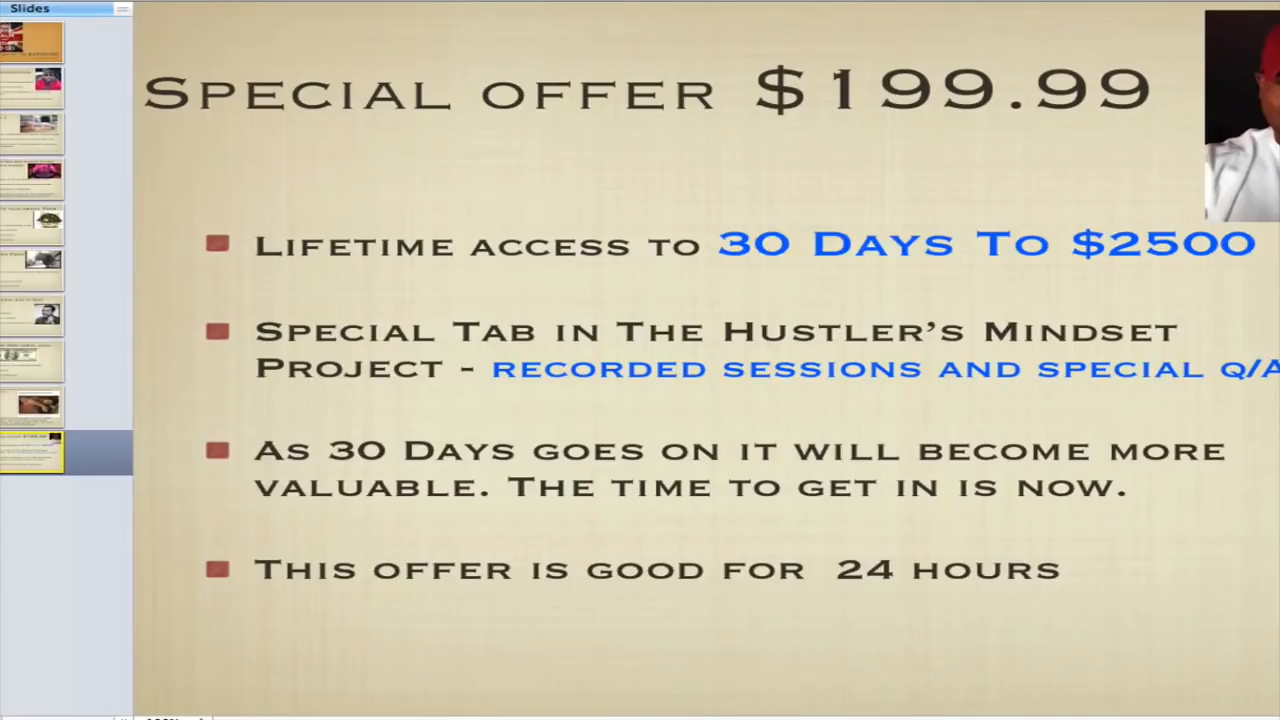 Slides
Special offer $199.99
Lifetime access to 30 Days To $2500
Special Tab in The Hustler's Mindset
Project - recorded sessions and special Q/A
As 30 Days goes on it will become more
valuable. The time to get in is now.
This offer is good for 24 hours